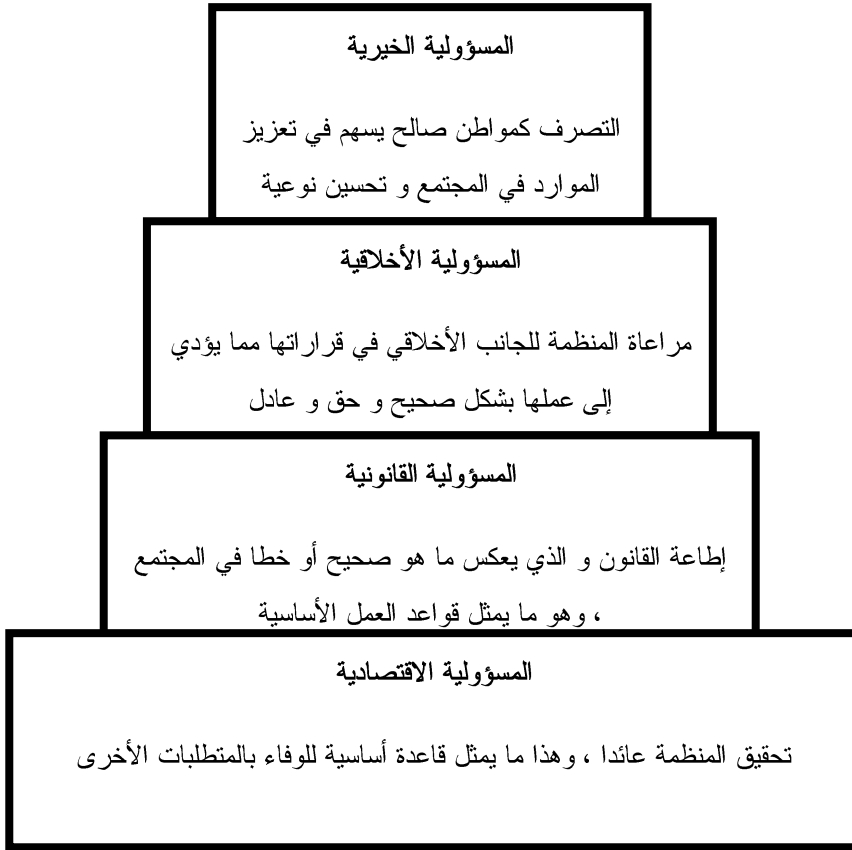 المسؤولية الخيرية
التصرف كمواطن صالح يسهم في تعزيز
الموارد في المجتمع و تحسين نوعية
المسؤولية الأخلاقية
مراعاة المنظمة للجانب الأخلاقي في قراراتها مما يؤدي
إلى عملها بشكل صحيح و حق و عادل
المسؤولية القانونية
إطاعة القانون و الذي يعكس ما هو صحيح أو خطا في المجتمع
، وهو ما يمثل قواعد العمل الأساسية
المسؤولية الاقتصادية
تحقيق المنظمة عائدا ، وهذا ما يمثل قاعدة أساسية للوفاء بالمتطلبات الأخرى